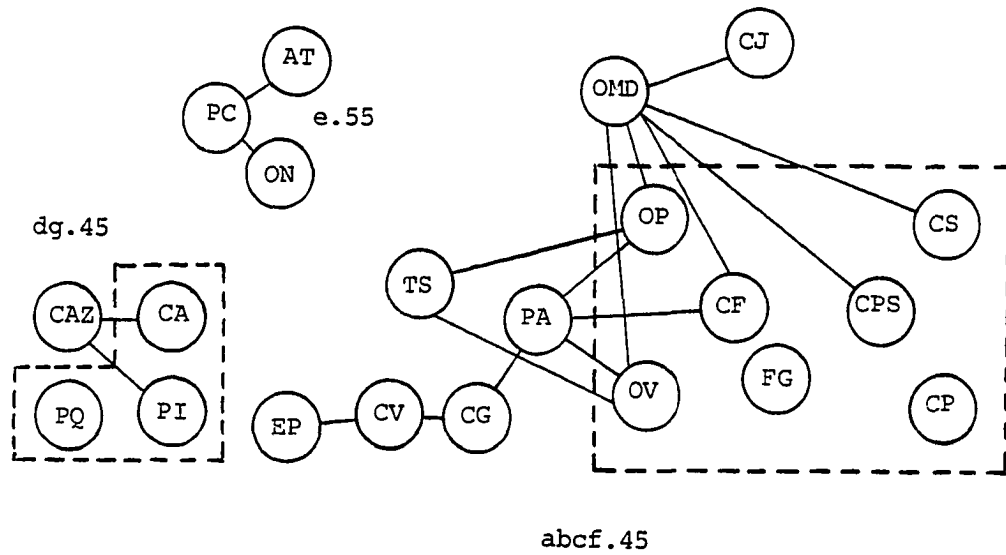 CJ
AT
OMD
PC
e.55
ON
OP
CS
dg.45
TS
CPS
CAZ
CA
CF
PA
FG
OV
CP
PQ
PI
CV
CG
EP
abcf.45